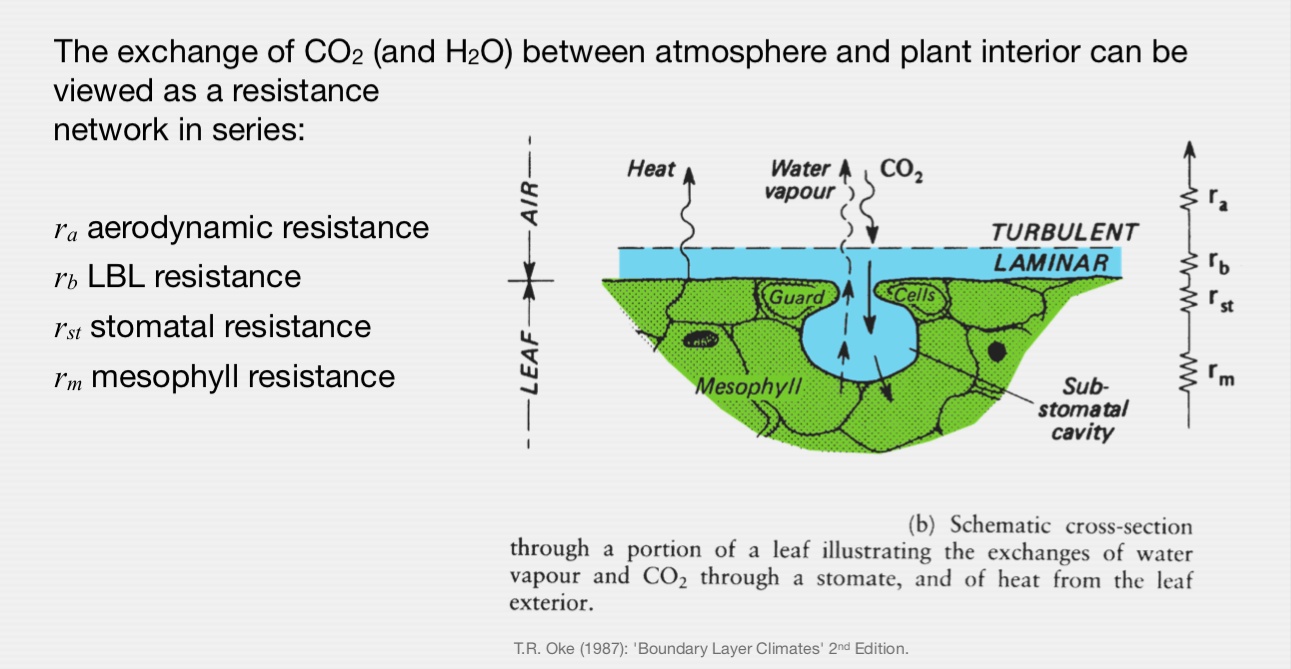 The exchange of CO2 (and H2O) between atmosphere and plant interior can be
viewed as a resistance
network in series:
ra aerodynamic resistance
rb LBL resistance
rst stomatal resistance
rm mesophyll resistance
AIR
LEAF
Heat
Water
vapour
CO2
TURBULENT
LAMINAR
Guard
Cells
Mesophyll
Sub-
stomatal
cavity
ra
rb
rst
rm
(b) Schematic cross-section
through a portion of a leaf illustrating the exchanges of water
vapour and CO2 through a stomate, and of heat from the leaf
exterior.
T.R. Oke (1987): 'Boundary Layer Climates' 2nd Edition.